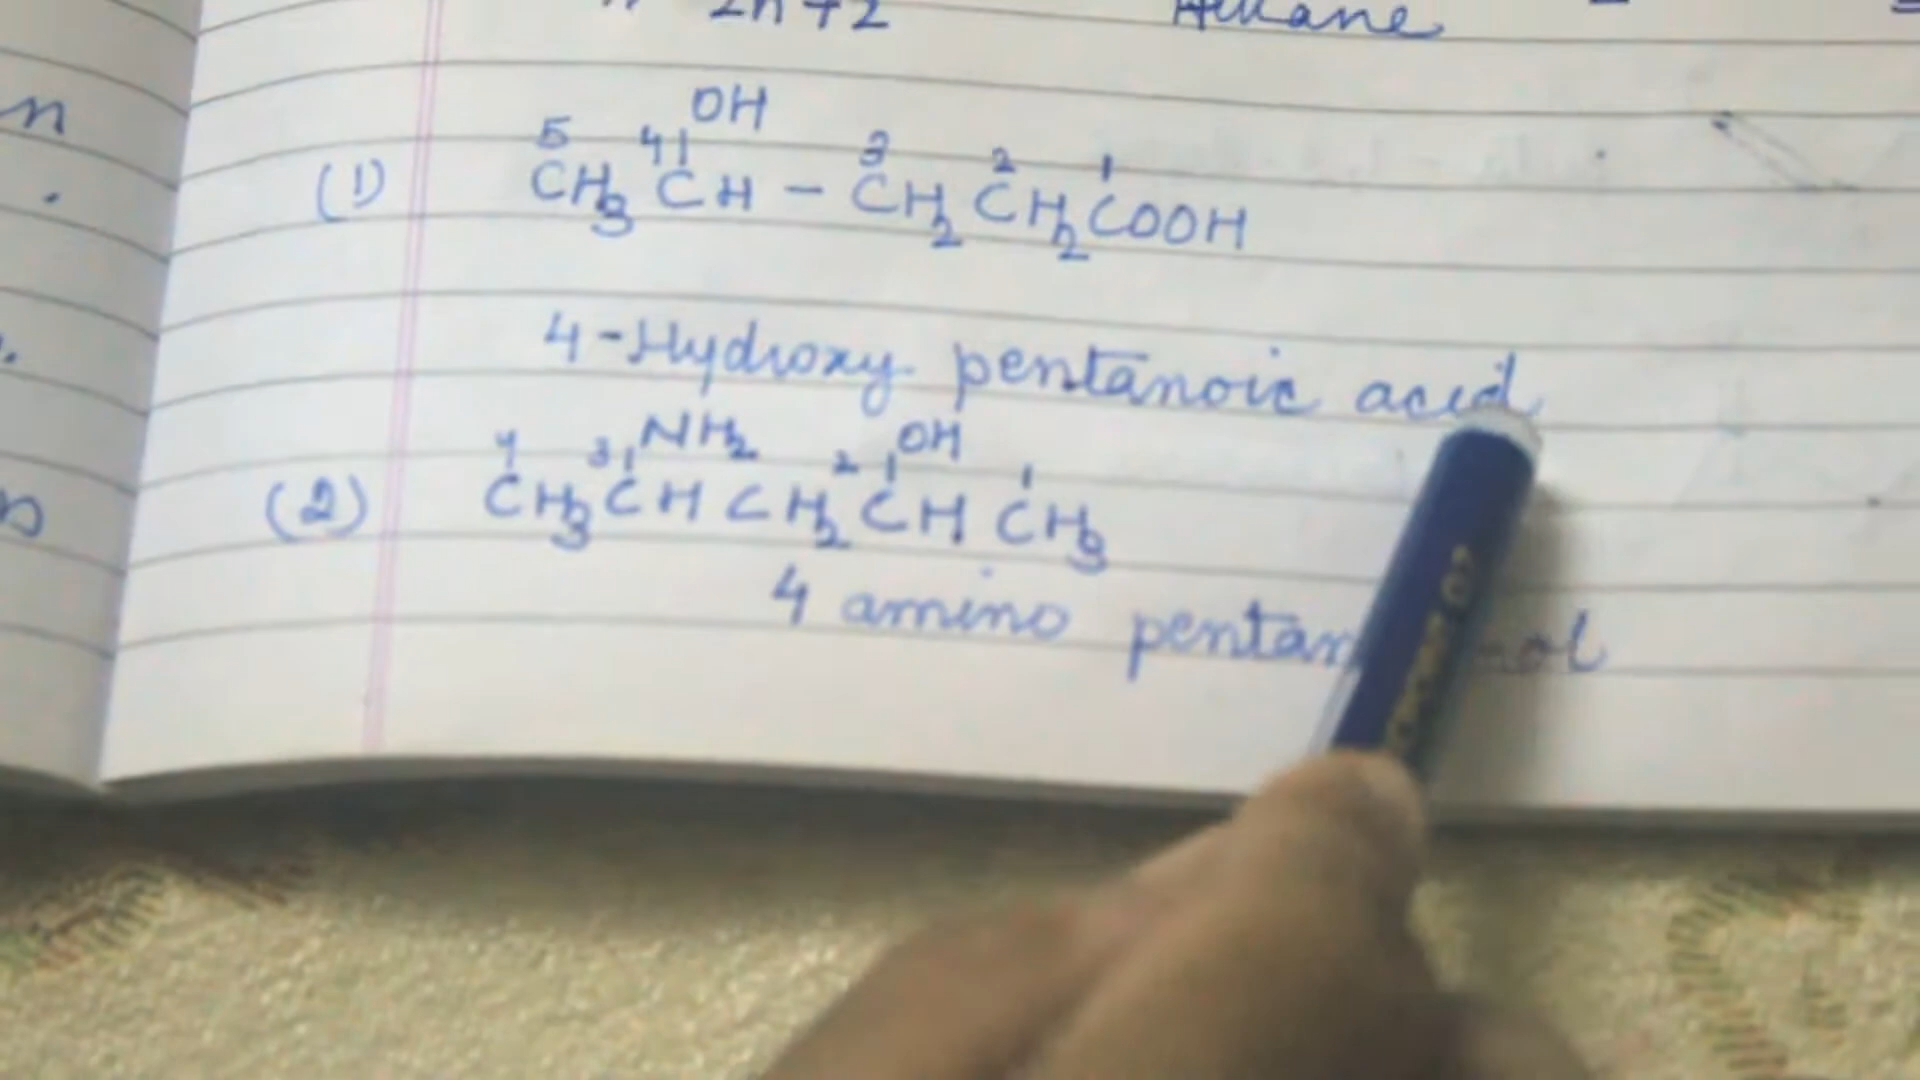 2n+2 Alkane
n
OH
5 4 3 2 1
(1) CH3 CH - CH2 CH2 COOH
4-Hydroxy pentanoic acid
NH2 OH
4 3 2 1
(2) CH3 CH CH2 CH CH3
4 amino pentan nol